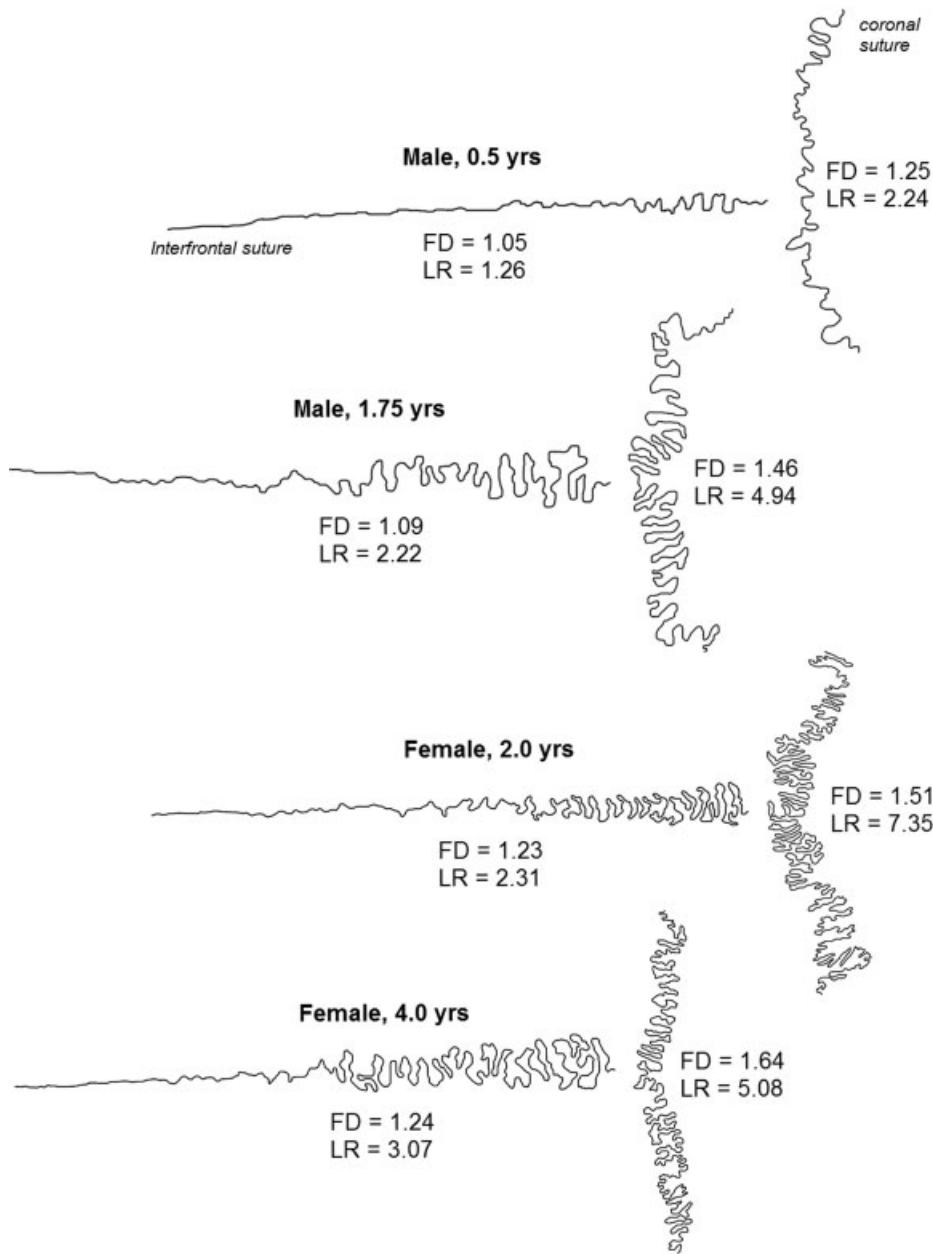 coronal
suture
Male, 0.5 yrs
FD = 1.25
LR = 2.24
Interfrontal suture
FD = 1.05
LR = 1.26
Male, 1.75 yrs
FD = 1.46
LR = 4.94
FD = 1.09
LR = 2.22
Female, 2.0 yrs
FD = 1.51
LR = 7.35
FD = 1.23
LR = 2.31
Female, 4.0 yrs
FD = 1.64
LR = 5.08
FD = 1.24
LR = 3.07